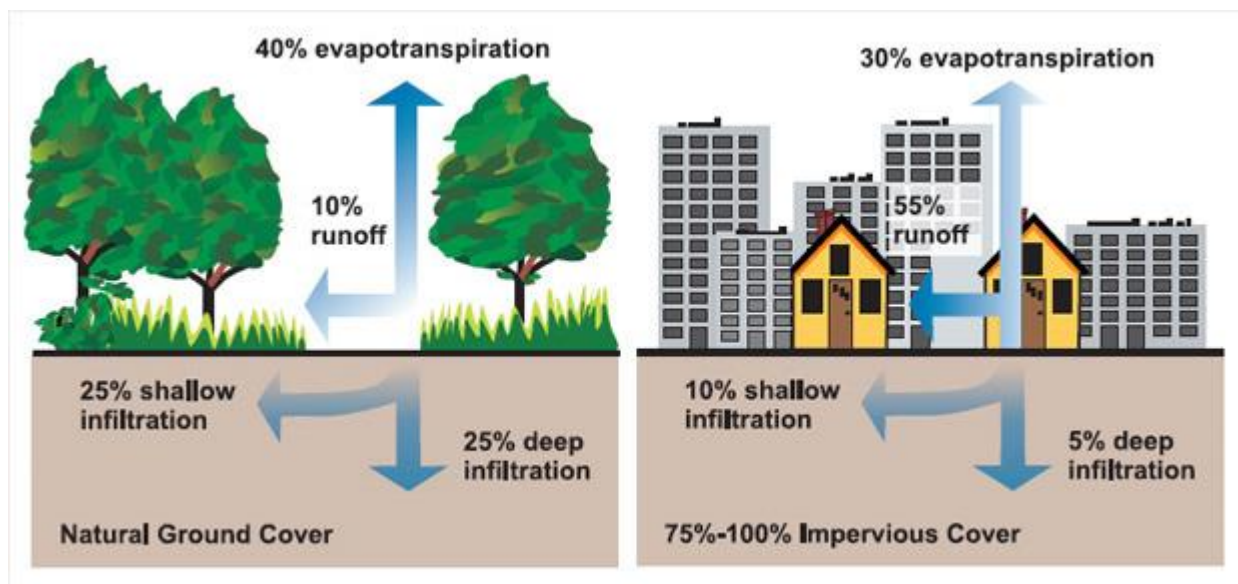 40% evapotranspiration
10%
runoff
25% shallow
infiltration
25% deep
infiltration
Natural Ground Cover
30% evapotranspiration
55%
runoff
10% shallow
infiltration
5% deep
infiltration
75%-100% Impervious Cover